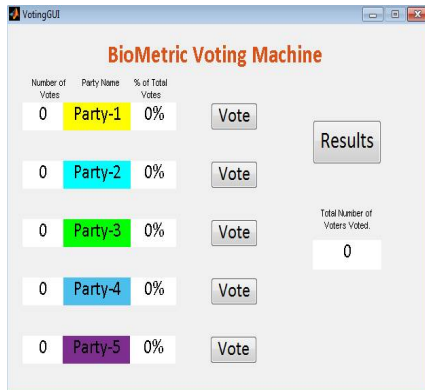 VotingGUI
BioMetric Voting Machine
Number of Votes Party Name % of Total Votes
0 Party-1 0% Vote
Results
0 Party-2 0% Vote
Total Number of
Voters Voted.
0 Party-3 0% Vote
0
0 Party-4 0% Vote
0 Party-5 0% Vote